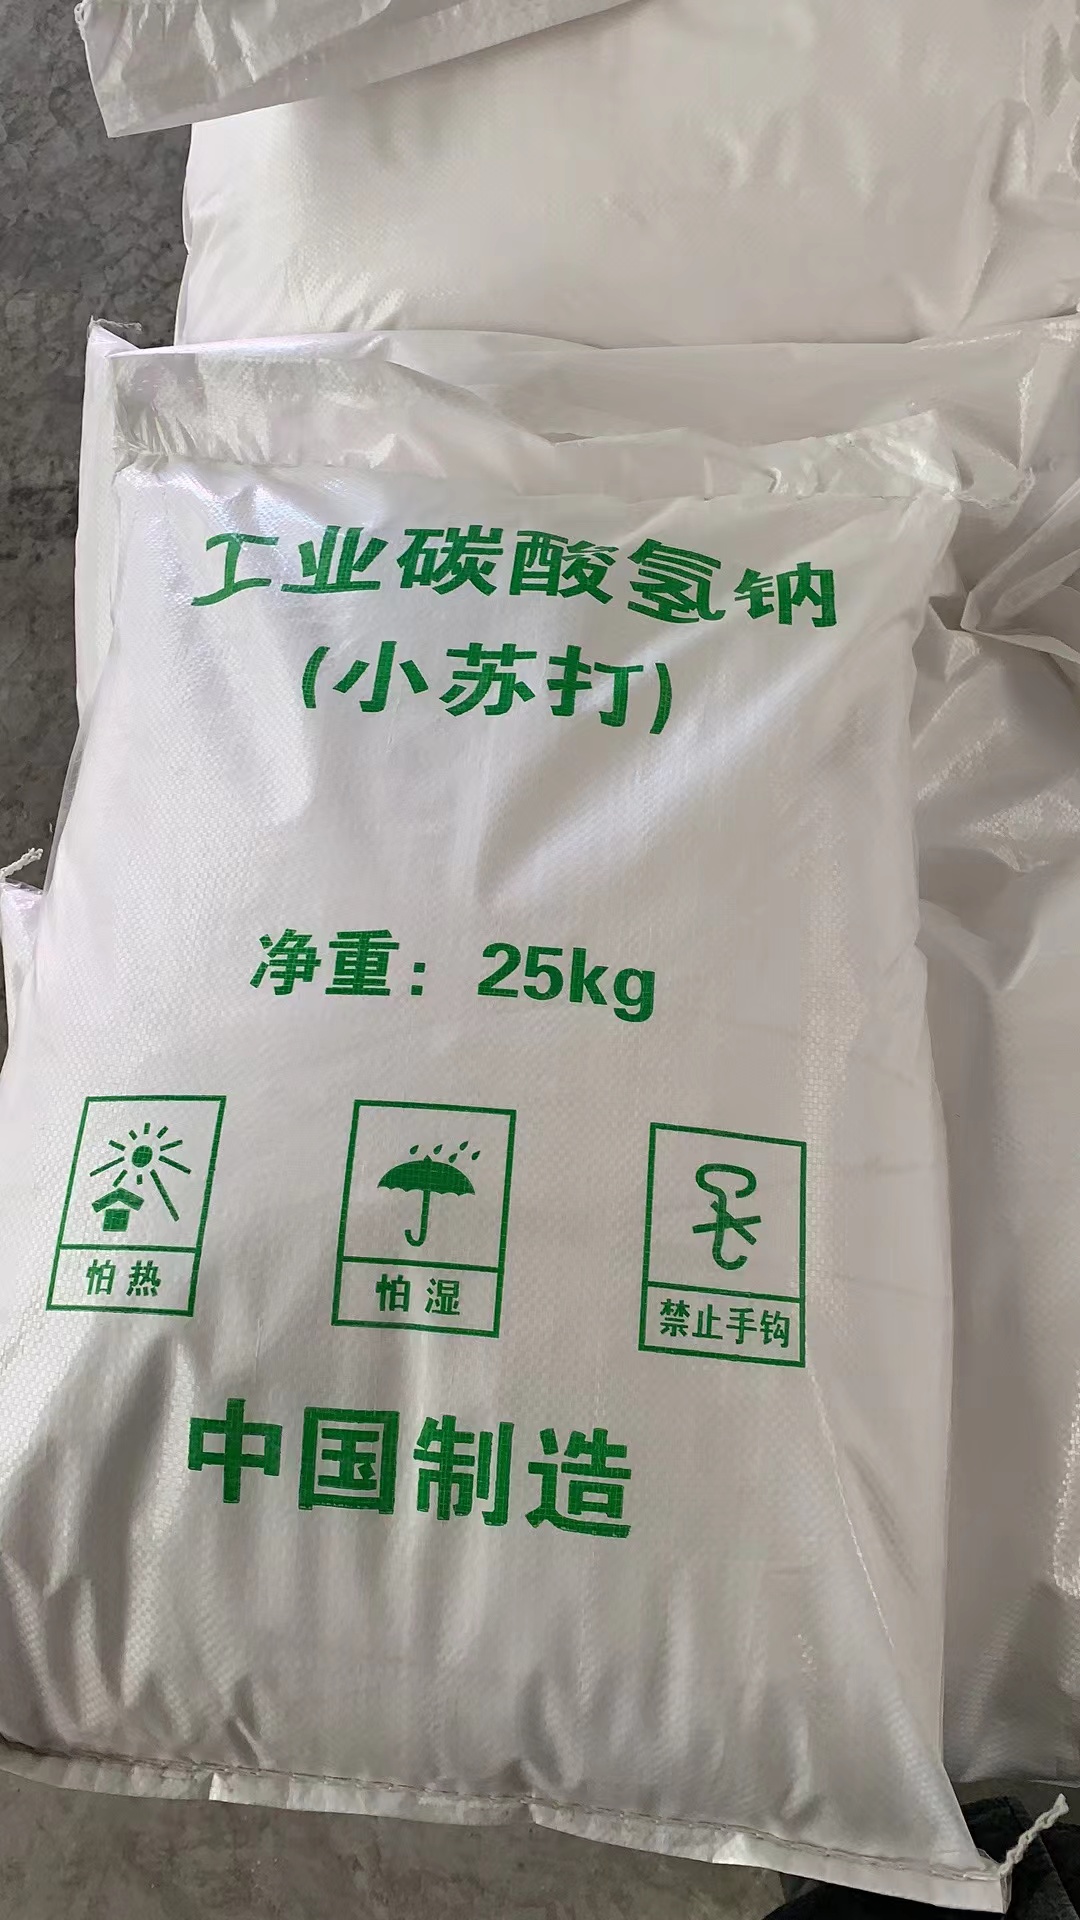 工业碳酸氢钠
(小苏打)
净重：25kg
怕热
怕湿
禁止手钩
中国制造